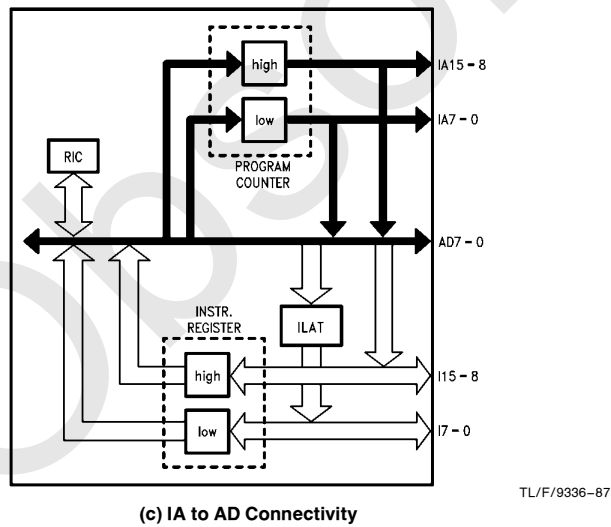 high
IA15 – 8
low
IA7 – 0
RIC
PROGRAM
COUNTER
AD7 – 0
INSTR.
REGISTER
ILAT
high
I15 – 8
low
I7 – 0
TL/F/9336–87
(c) IA to AD Connectivity